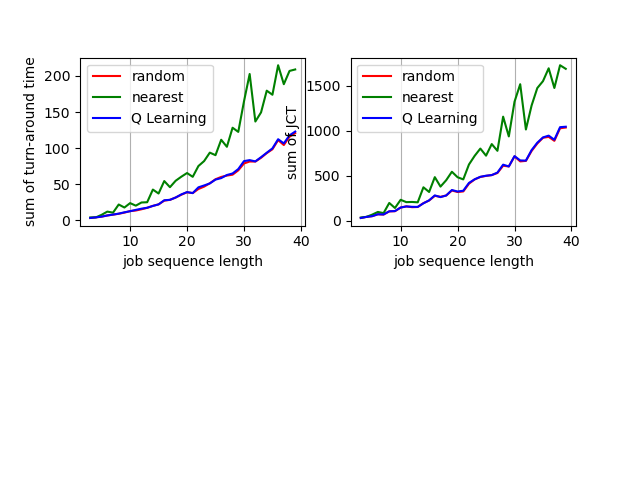 sum of turn-around time
200
150
100
50
0
random
nearest
Q Learning
10
20
30
40
job sequence length
sum of JCT
1500
1000
500
0
random
nearest
Q Learning
10
20
30
40
job sequence length